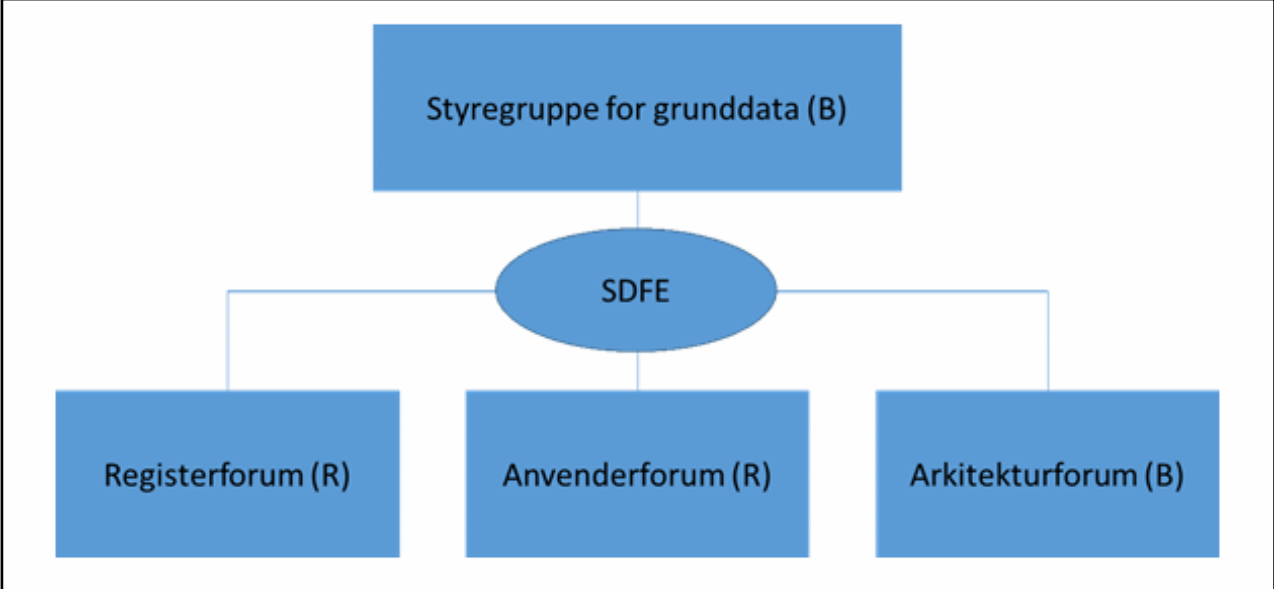 Styregruppe for grunddata (B)
SDFE
Registerforum (R)
Anvenderforum (R)
Arkitekturforum (B)